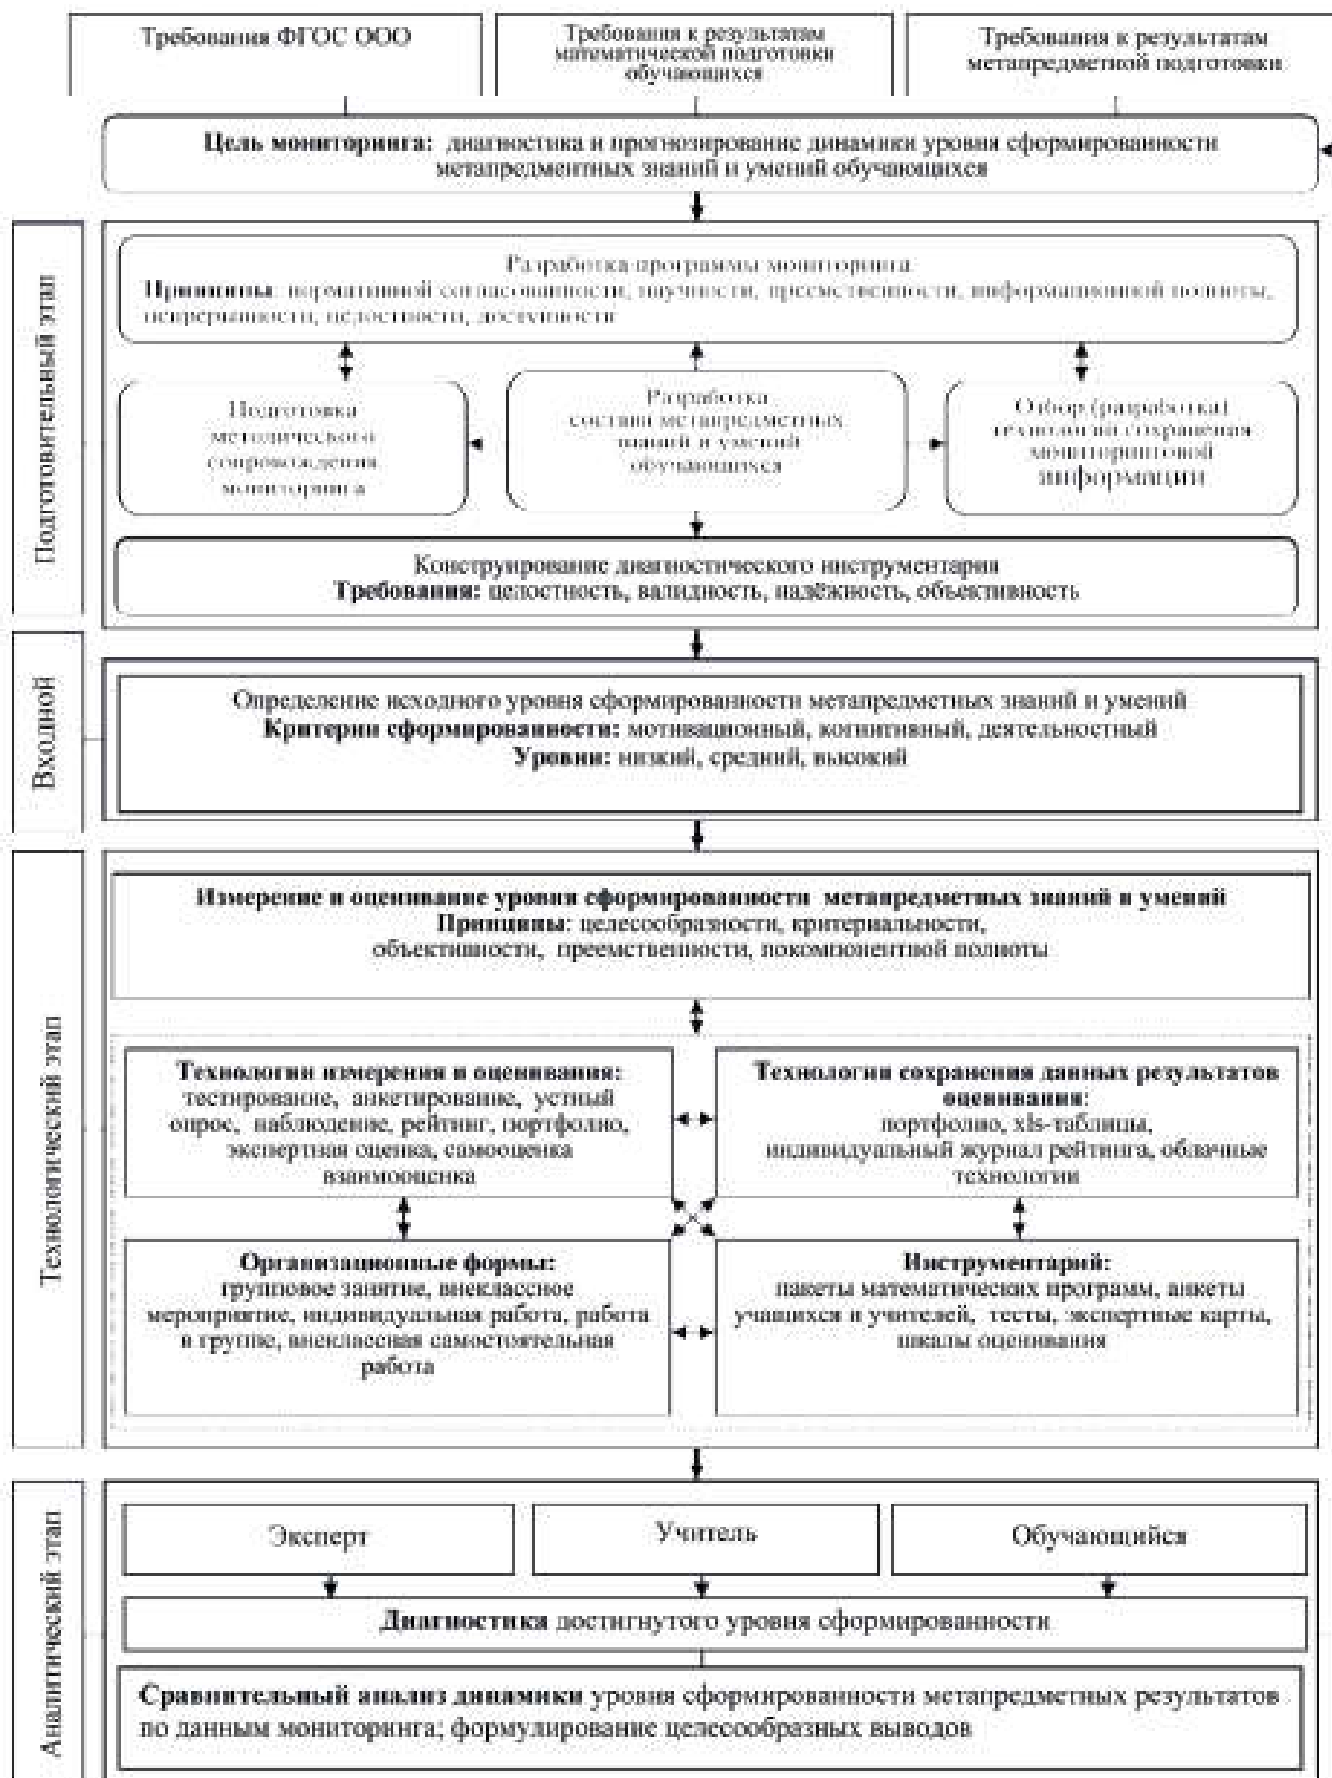 Требования ФГОС ООО
Требования к результатам
математической подготовки
обучающихся
Требования к результатам
метапредметной подготовки
Цель мониторинга: диагностика и прогнозирование динамики уровня сформированности
метапредментных знаний и умений обучающихся
Подготовительный этап
Разработка программы мониторинга
Принципы: нормативной согласованности, научности, преемственности, информационной полноты,
непрерывности, целостности, доступности
Подготовка
методического
сопровождения
мониторинга
Разработка
состава метапредметных
знаний и умений
обучающихся
Отбор (разработка)
технологий сохранения
мониторинговой
информации
Конструирование диагностического инструментария
Требования: целостность, валидность, надёжность, объективность
Входной
Определение исходного уровня сформированности метапредметных знаний и умений
Критерии сформированности: мотивационный, когнитивный, деятельностный
Уровни: низкий, средний, высокий
Технологический этап
Измерение и оценивание уровня сформированности метапредметных знаний и умений
Принципы: целесообразности, критериальности,
объективности, преемственности, покомпонентной полноты
Технологии измерения и оценивания:
тестирование, анкетирование, устный
опрос, наблюдение, рейтинг, портфолио,
экспертная оценка, самооценка
взаимооценка
Технологии сохранения данных результатов
оценивания:
портфолио, xls-таблицы,
индивидуальный журнал рейтинга, облачные
технологии
Организационные формы:
групповое занятие, внеклассное
мероприятие, индивидуальная работа, работа
в группе, внеклассная самостоятельная
работа
Инструментарий:
пакеты математических программ, анкеты
учащихся и учителей, тесты, экспертные карты,
шкалы оценивания
Аналитический этап
Эксперт
Учитель
Обучающийся
Диагностика достигнутого уровня сформированности
Сравнительный анализ динамики уровня сформированности метапредметных результатов
по данным мониторинга; формулирование целесообразных выводов